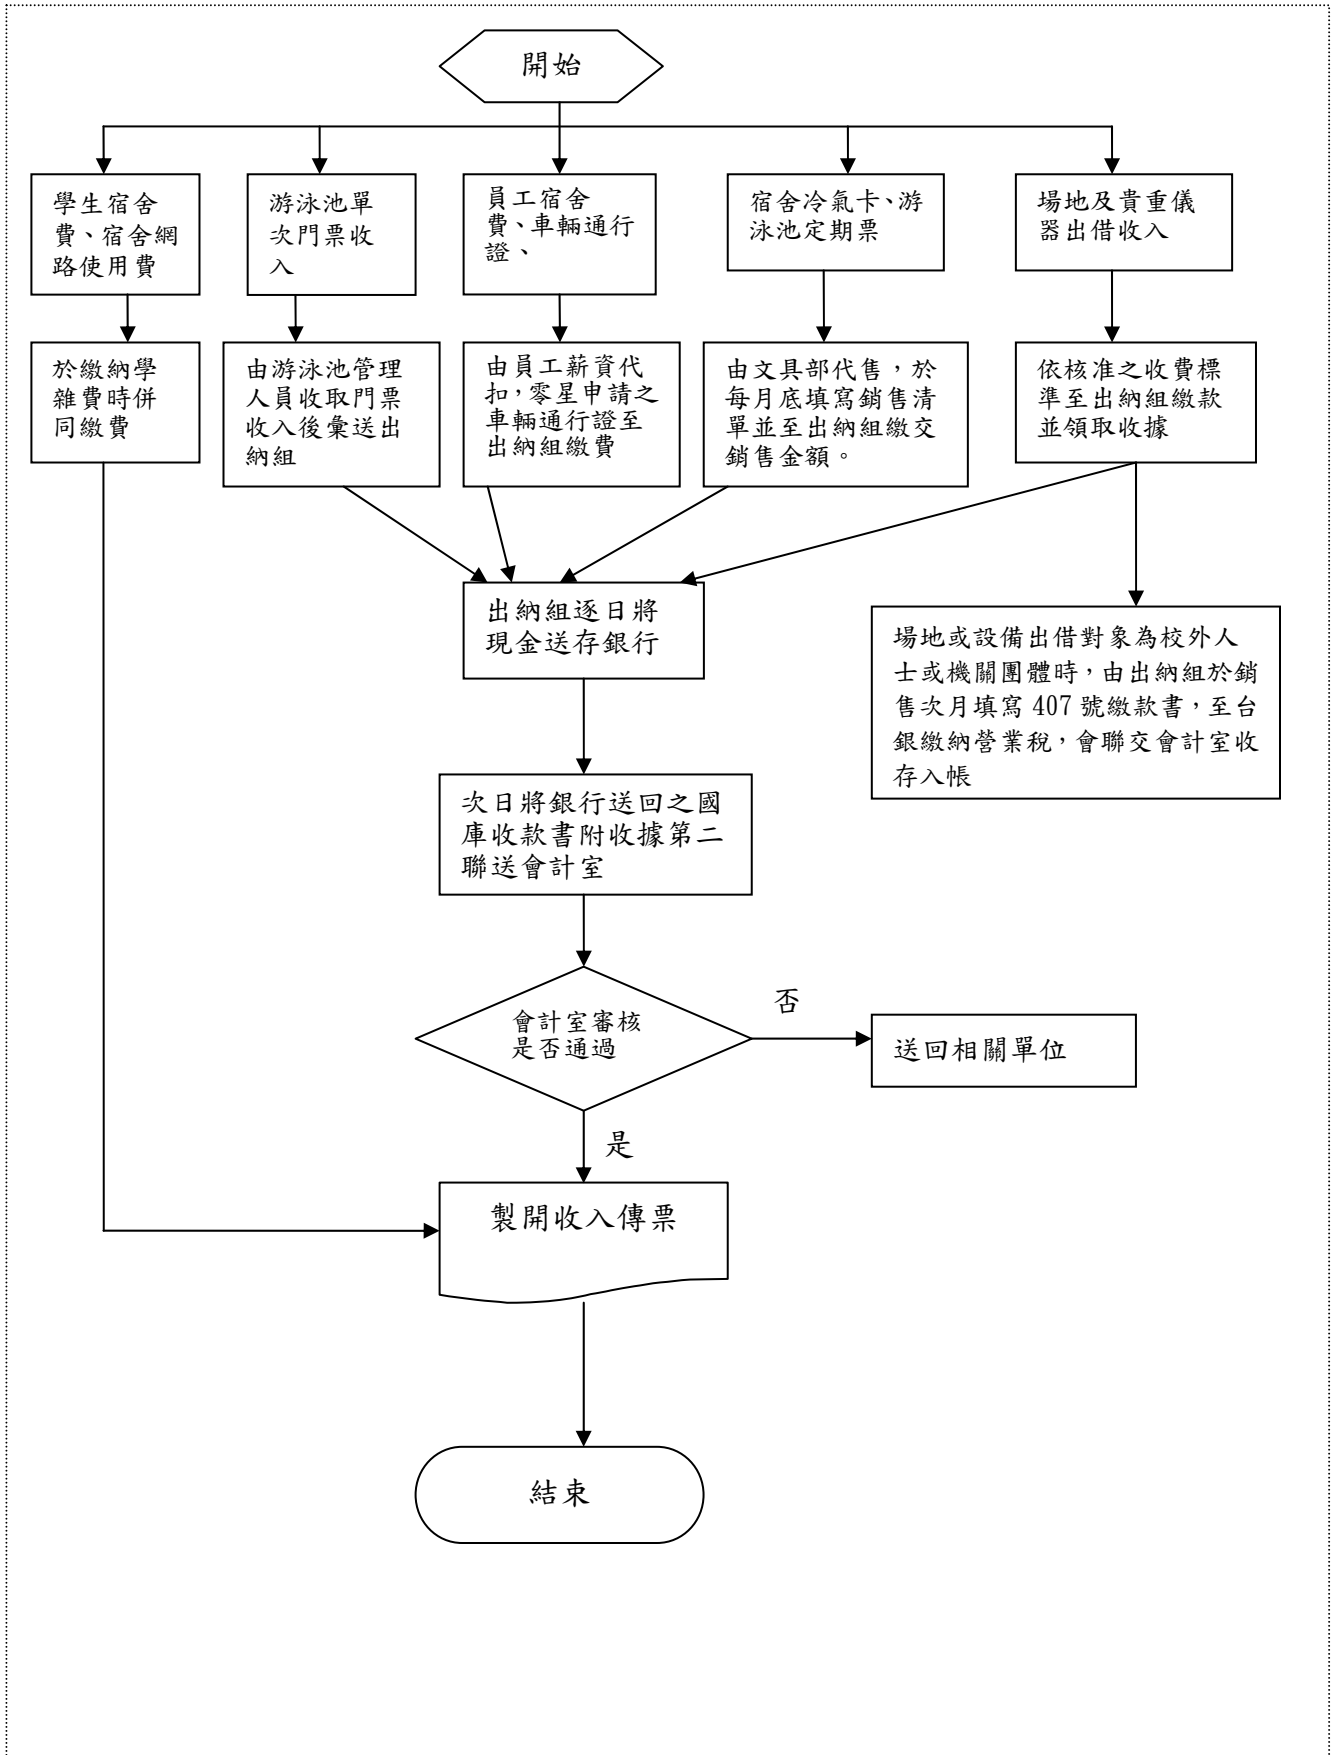 開始
學生宿舍
費、宿舍網
路使用費
游泳池單
次門票收
入
員工宿舍
費、車輛通行
證、
宿舍冷氣卡、游
泳池定期票
場地及貴重儀
器出借收入
於繳納學
雜費時併
同繳費
由游泳池管理
人員收取門票
收入後彙送出
納組
由員工薪資代
扣，零星申請之
車輛通行證至
出納組繳費
由文具部代售，於
每月底填寫銷售清
單並至出納組繳交
銷售金額。
依核准之收費標
準至出納組繳款
並領取收據
出納組逐日將
現金送存銀行
場地或設備出借對象為校外人
士或機關團體時，由出納組於銷
售次月填寫 407 號繳款書，至台
銀繳納營業稅，會聯交會計室收
存入帳
次日將銀行送回之國
庫收款書附收據第二
聯送會計室
會計室審核
是否通過
否
送回相關單位
是
製開收入傳票
結束